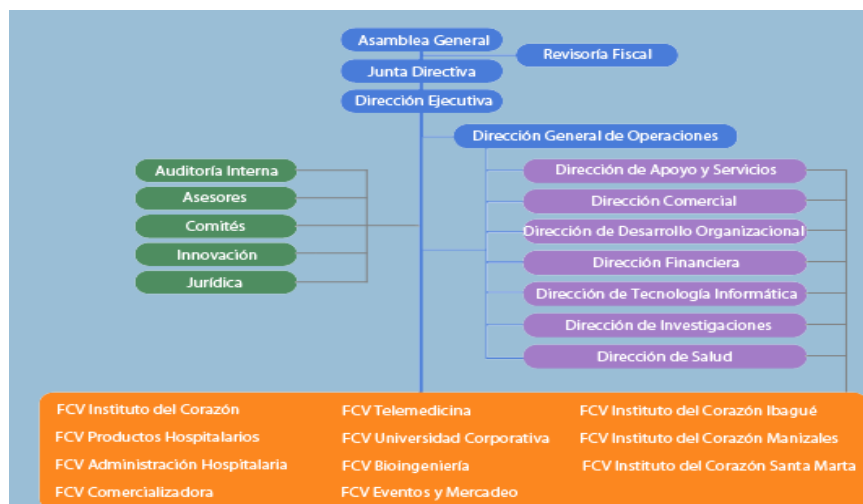 Asamblea General
Revisoría Fiscal
Junta Directiva
Dirección Ejecutiva
Dirección General de Operaciones
Auditoría Interna
Asesores
Comités
Innovación
Jurídica
Dirección de Apoyo y Servicios
Dirección Comercial
Dirección de Desarrollo Organizacional
Dirección Financiera
Dirección de Tecnología Informática
Dirección de Investigaciones
Dirección de Salud
FCV Instituto del Corazón
FCV Productos Hospitalarios
FCV Administración Hospitalaria
FCV Comercializadora
FCV Telemedicina
FCV Universidad Corporativa
FCV Bioingeniería
FCV Eventos y Mercadeo
FCV Instituto del Corazón Ibagué
FCV Instituto del Corazón Manizales
FCV Instituto del Corazón Santa Marta